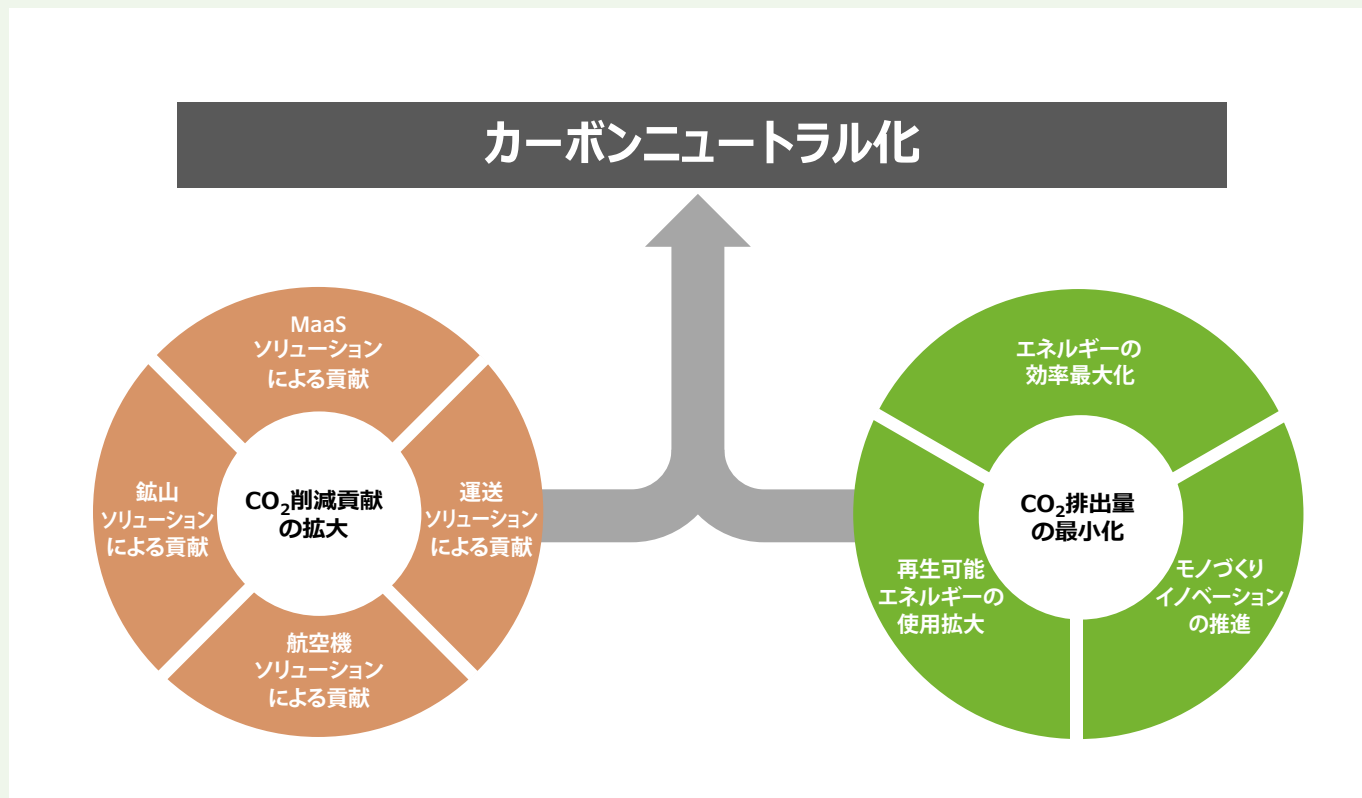 カーボンニュートラル化
MaaS
ソリューション
による貢献
鉱山
ソリューション
による貢献
CO₂削減貢献
の拡大
運送
ソリューション
による貢献
航空機
ソリューション
による貢献
エネルギーの
効率最大化
CO₂排出量
の最小化
再生可能
エネルギーの
使用拡大
モノづくり
イノベーション
の推進